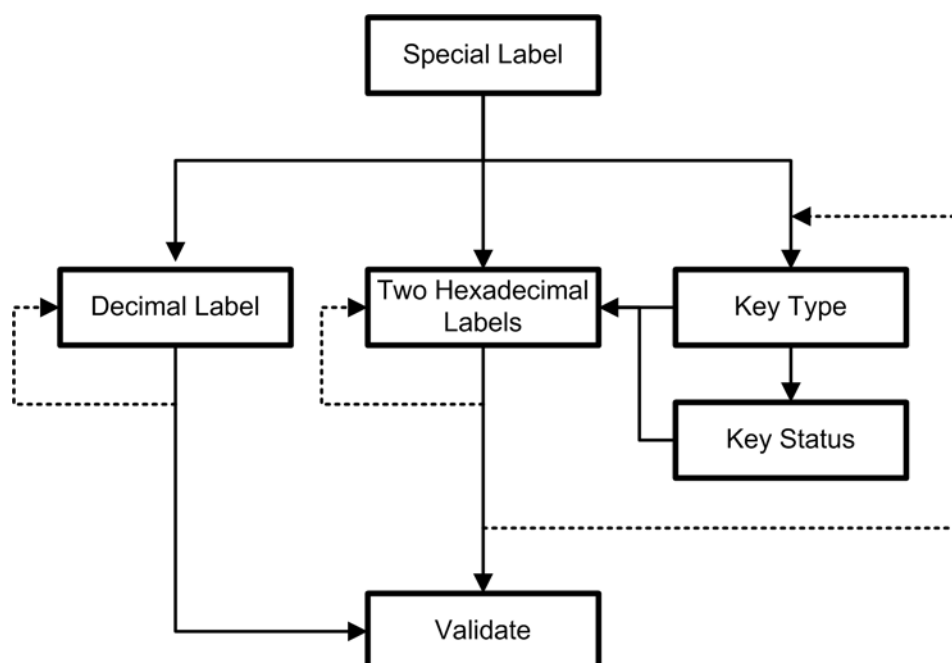 Special Label
Decimal Label
Two Hexadecimal
Labels
Key Type
Key Status
Validate